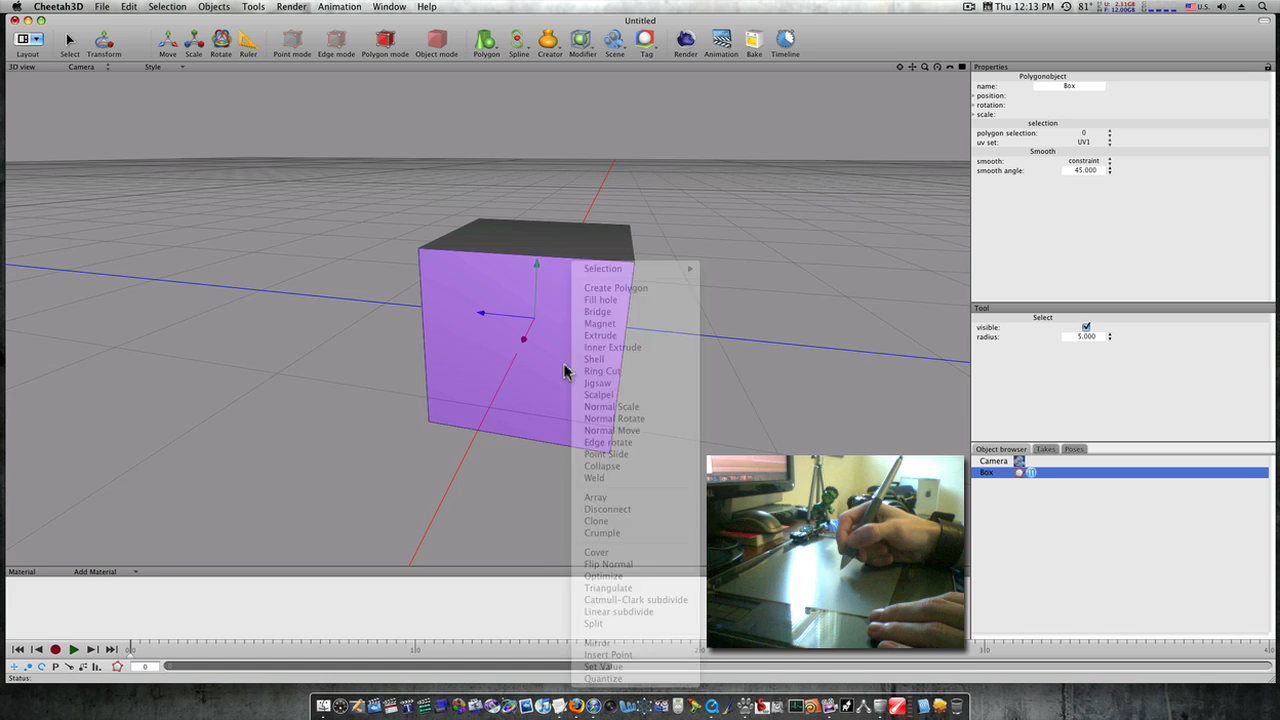 Cheetah3D File Edit Selection Objects Tools Render Animation Window Help
Thu 12:13 PM 81° U: 2.31GB F: 12.00GB U.S.
Untitled
Layout Select Transform Move Scale Rotate Ruler Point mode Edge mode Polygon mode Object mode Polygon Spline Creator Modifier Scene Tag Render Animation Bake Timeline
3D view Camera Style
Properties
Polygonobject
name: Box
position:
rotation:
scale:
selection
polygon selection: 0
uv set: UV1
Smooth
smooth: constraint
smooth angle: 45.000
Selection
Create Polygon
Fill hole
Bridge
Magnet
Extrude
Inner Extrude
Shell
Ring Cut
Jigsaw
Scalpel
Normal Scale
Normal Rotate
Normal Move
Edge rotate
Point Slide
Collapse
Weld
Array
Disconnect
Clone
Crumple
Cover
Flip Normal
Optimize
Triangulate
Catmull-Clark subdivide
Linear subdivide
Split
Mirror
Insert Point
Set Value
Quantize
Tool
Select
visible:
radius: 5.000
Object browser Takes Poses
Camera
Box
Material Add Material
0
Status: